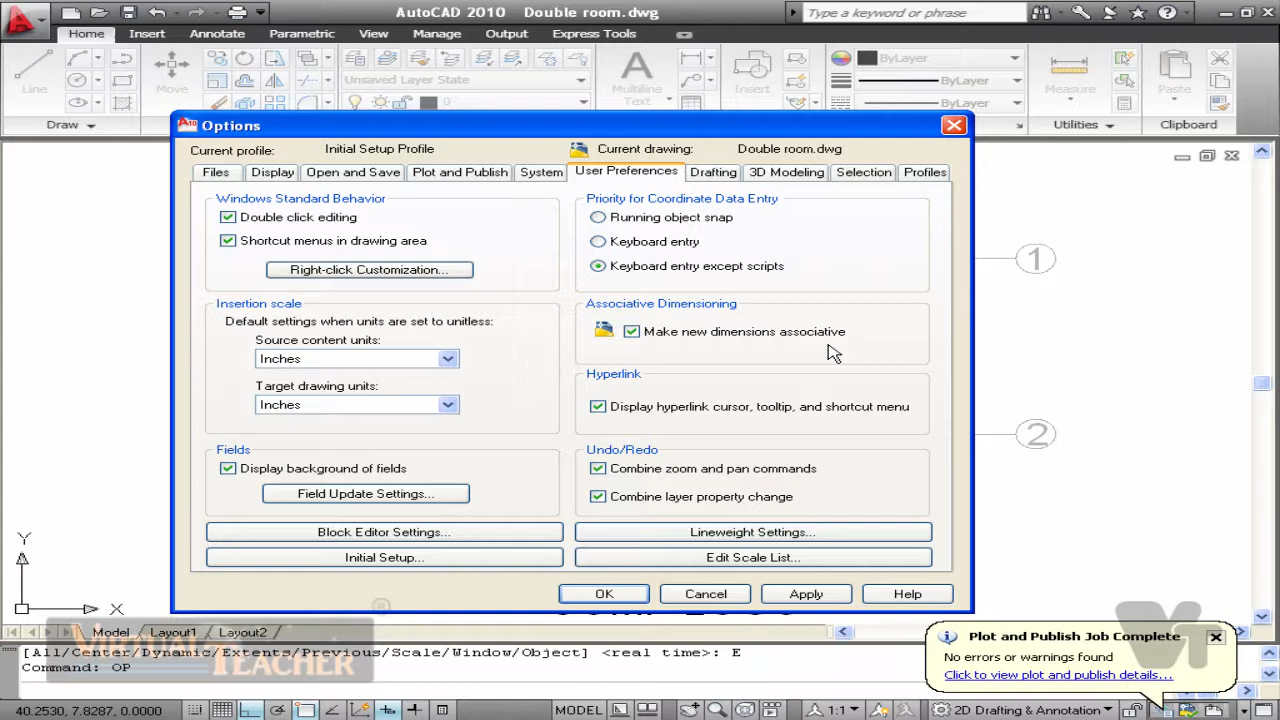 AutoCAD 2010 Double room.dwg
Type a keyword or phrase
Home Insert Annotate Parametric View Manage Output Express Tools
Unsaved Layer State
ByLayer
Line Move Multiline Text Insert ByLayer Measure Paste
0 ByLayer
Draw Utilities Clipboard
Options
Current profile: Initial Setup Profile Current drawing: Double room.dwg
Files Display Open and Save Plot and Publish System User Preferences Drafting 3D Modeling Selection Profiles
Windows Standard Behavior
Double click editing
Shortcut menus in drawing area
Right-click Customization...
Insertion scale
Default settings when units are set to unitless:
Source content units:
Inches
Target drawing units:
Inches
Fields
Display background of fields
Field Update Settings...
Block Editor Settings...
Initial Setup...
Priority for Coordinate Data Entry
Running object snap
Keyboard entry
Keyboard entry except scripts
Associative Dimensioning
Make new dimensions associative
Hyperlink
Display hyperlink cursor, tooltip, and shortcut menu
Undo/Redo
Combine zoom and pan commands
Combine layer property change
Lineweight Settings...
Edit Scale List...
OK Cancel Apply Help
1
2
Y
X
Model Layout1 Layout2
VIRTUAL TEACHER ®
VT
[All/Center/Dynamic/Extents/Previous/Scale/Window/Object] <real time>: E
Command: OP
Plot and Publish Job Complete
No errors or warnings found
Click to view plot and publish details...
40.2530, 7.8287, 0.0000 MODEL 1:1 2D Drafting & Annotation